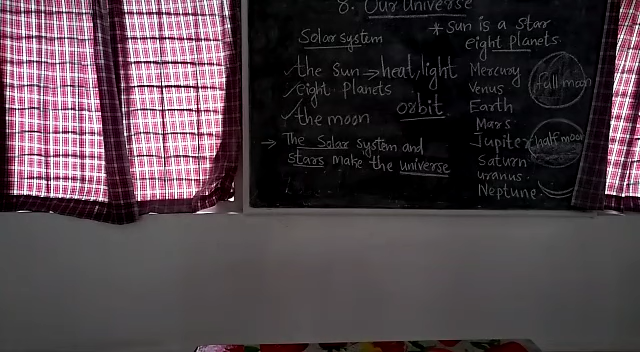 8. Our Universe
Solar system
✓ the Sun → heat, light
✓ eight planets
orbit
✓ the moon
→ The Solar system and
stars make the universe
* Sun is a Star
eight planets.
Mercury
Venus
Earth
Mars
Jupiter
Saturn
uranus.
Neptune.
full moon
half moon